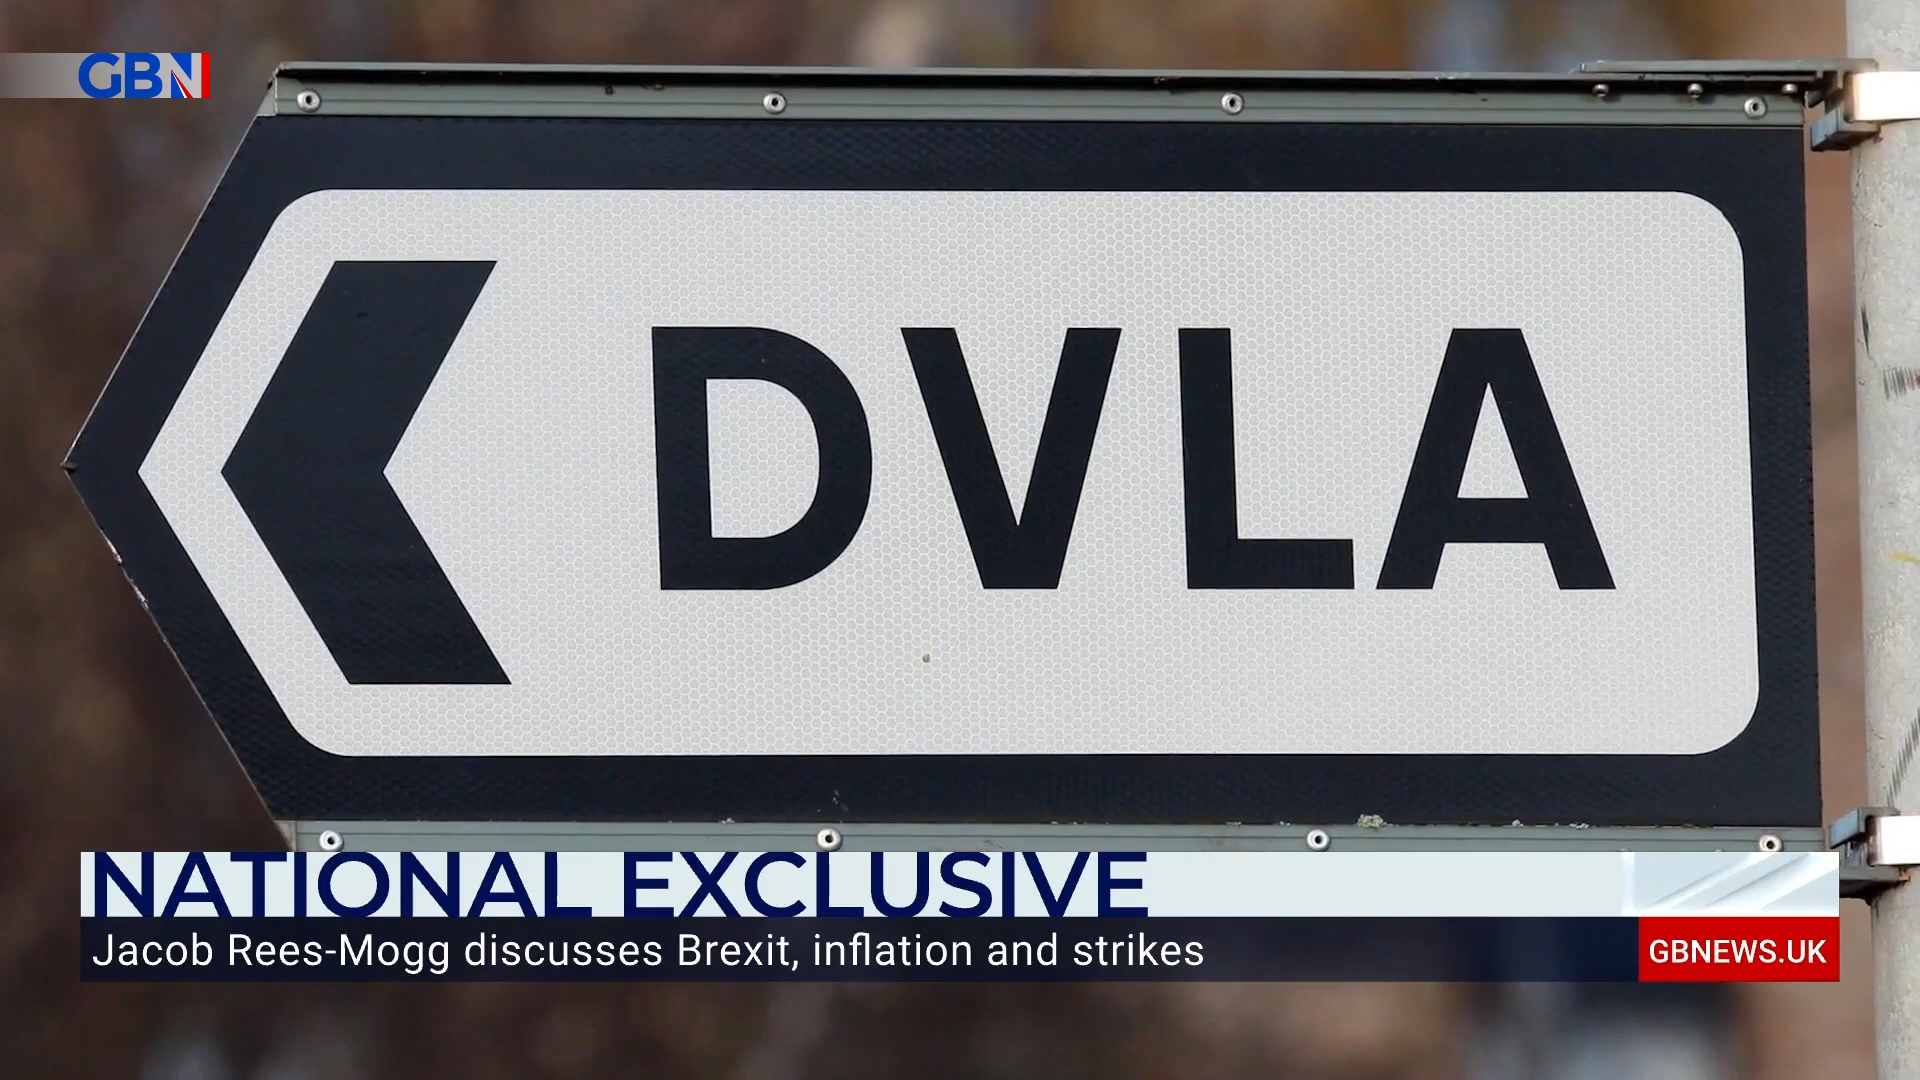 GBN
DVLA
NATIONAL EXCLUSIVE
Jacob Rees-Mogg discusses Brexit, inflation and strikes
GBNEWS.UK